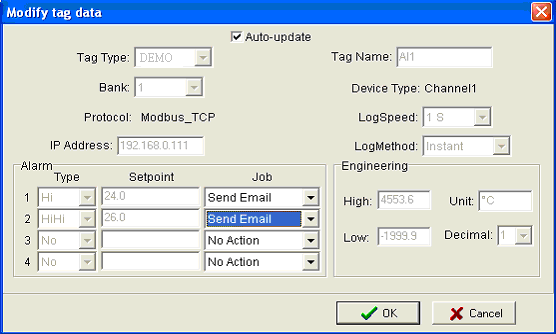 Modify tag data
Auto-update
Tag Type: DEMO
Tag Name: AI1
Bank: 1
Device Type: Channel1
Protocol: Modbus_TCP
LogSpeed: 1 S
IP Address: 192.168.0.111
LogMethod: Instant
Alarm
Type Setpoint Job
1 Hi 24.0 Send Email
2 HiHi 26.0 Send Email
3 No No Action
4 No No Action
Engineering
High: 4553.6 Unit: °C
Low: -1999.9 Decimal: 1
OK Cancel